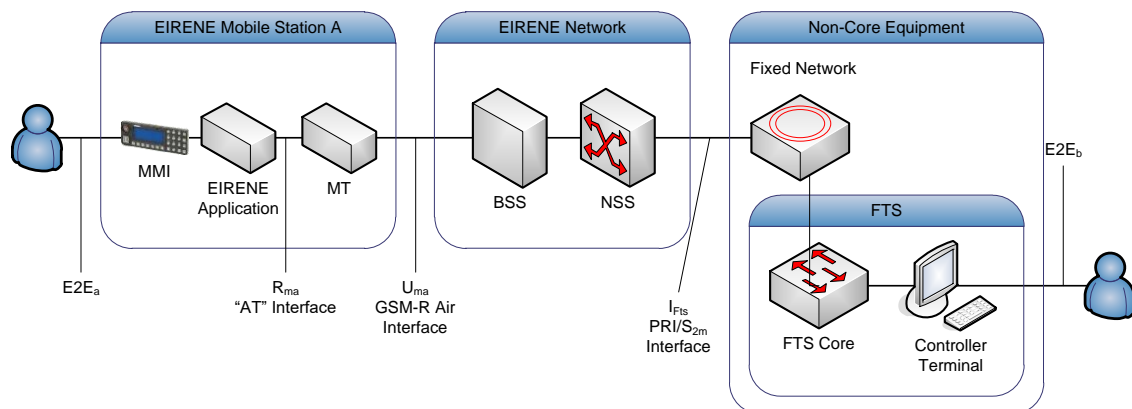 EIRENE Mobile Station A
EIRENE Network
Non-Core Equipment
Fixed Network
MMI
EIRENE
Application
MT
BSS
NSS
E2Eb
FTS
E2Ea
Rma
“AT” Interface
Uma
GSM-R Air
Interface
IFts
PRI/S2m
Interface
FTS Core
Controller
Terminal